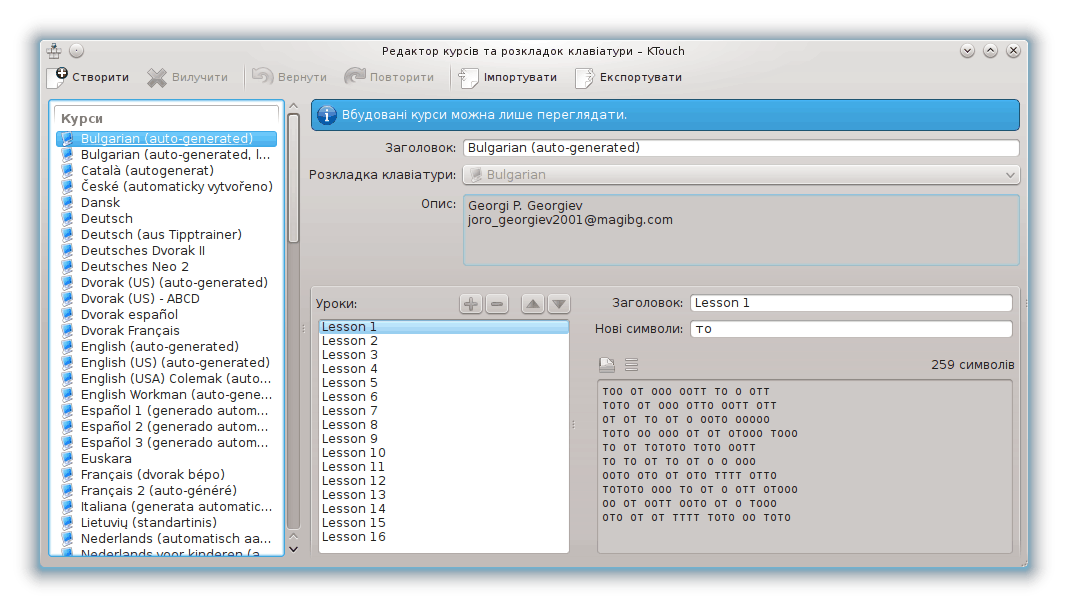 Редактор курсів та розкладок клавіатури – KTouch
Створити Вилучити Вернути Повторити Імпортувати Експортувати
Курси
Bulgarian (auto-generated)
Bulgarian (auto-generated, l...
Català (autogenerat)
České (automaticky vytvořeno)
Dansk
Deutsch
Deutsch (aus Tipptrainer)
Deutsches Dvorak II
Deutsches Neo 2
Dvorak (US) (auto-generated)
Dvorak (US) - ABCD
Dvorak español
Dvorak Français
English (auto-generated)
English (US) (auto-generated)
English (USA) Colemak (auto...
English Workman (auto-gene...
Español 1 (generado autom...
Español 2 (generado autom...
Español 3 (generado autom...
Euskara
Français (dvorak bépo)
Français 2 (auto-généré)
Italiana (generata automatic...
Lietuvių (standartinis)
Nederlands (automatisch aa...
Nederlands voor kinderen (a...
Вбудовані курси можна лише переглядати.
Заголовок: Bulgarian (auto-generated)
Розкладка клавіатури: Bulgarian
Опис: Georgi P. Georgiev
joro_georgiev2001@magibg.com
Уроки:
Lesson 1
Lesson 2
Lesson 3
Lesson 4
Lesson 5
Lesson 6
Lesson 7
Lesson 8
Lesson 9
Lesson 10
Lesson 11
Lesson 12
Lesson 13
Lesson 14
Lesson 15
Lesson 16
Заголовок: Lesson 1
Нові символи: то
259 символів
тоо от ооо оотт то о отт
тото от ооо отто оотт отт
от от то от о оото ооооо
тото оо ооо от от отооо тооо
то от тотото тото оотт
то то от то от о о ооо
оото ото от ото тттт отто
тотото ооо то от о отт отооо
оо от оотт оото от о тооо
ото от от тттт тото оо тото